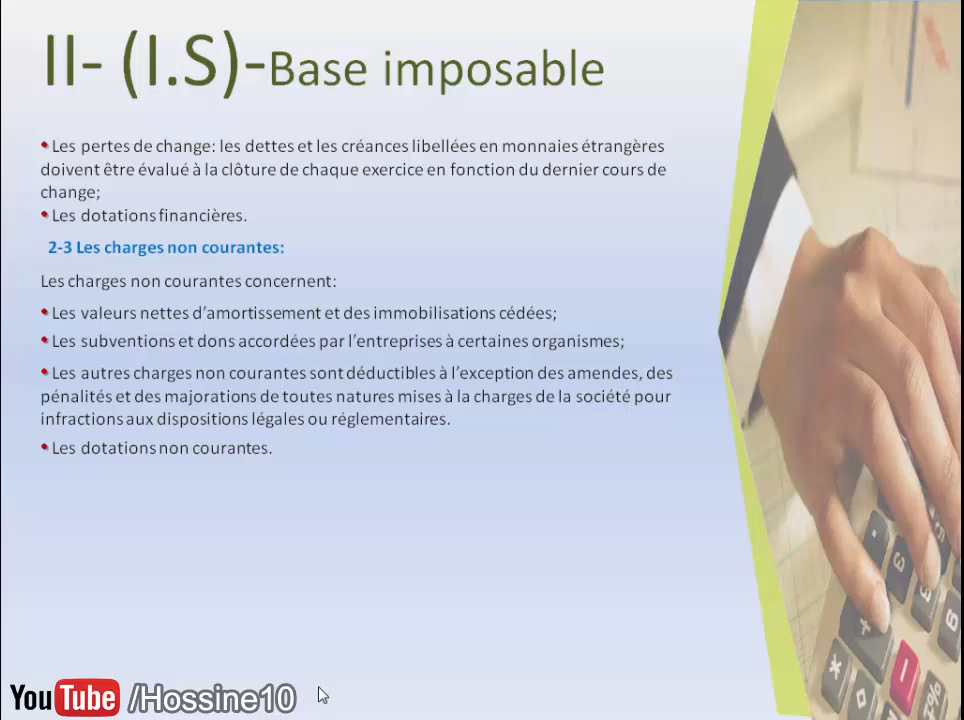 II- (I.S)-Base imposable
• Les pertes de change: les dettes et les créances libellées en monnaies étrangères
doivent être évalué à la clôture de chaque exercice en fonction du dernier cours de
change;
• Les dotations financières.
2-3 Les charges non courantes:
Les charges non courantes concernent:
• Les valeurs nettes d'amortissement et des immobilisations cédées;
• Les subventions et dons accordées par l'entreprises à certaines organismes;
• Les autres charges non courantes sont déductibles à l'exception des amendes, des
pénalités et des majorations de toutes natures mises à la charges de la société pour
infractions aux dispositions légales ou réglementaires.
• Les dotations non courantes.
YouTube /Hossine10